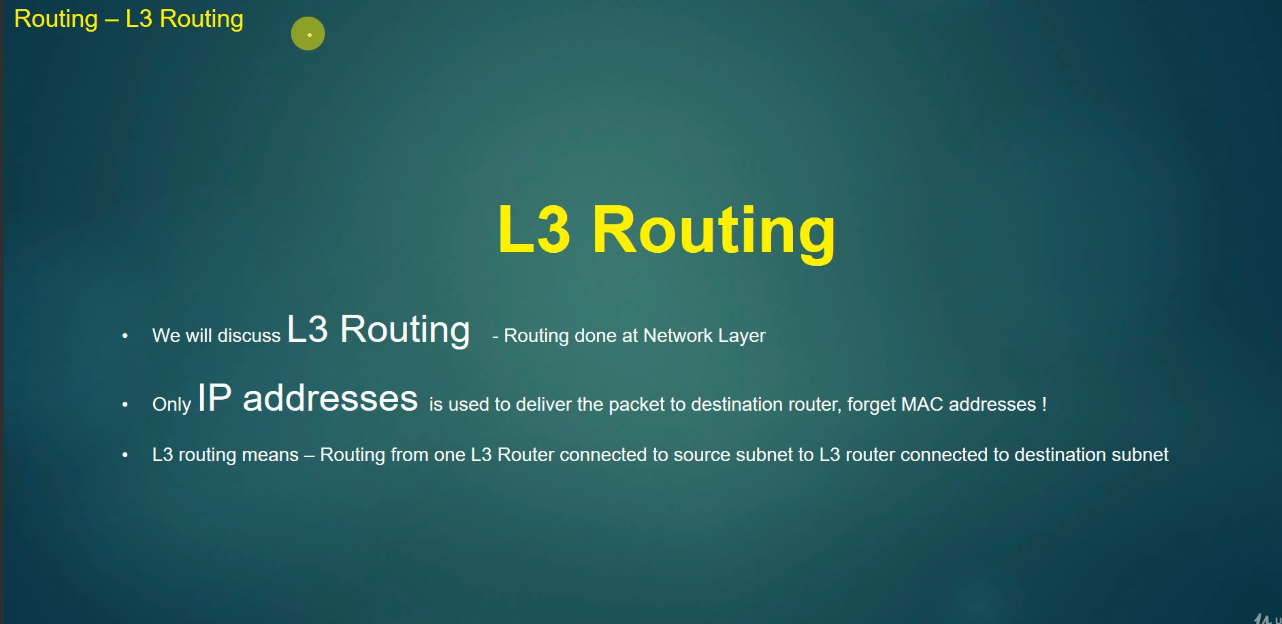 Routing – L3 Routing
L3 Routing
• We will discuss L3 Routing - Routing done at Network Layer
• Only IP addresses is used to deliver the packet to destination router, forget MAC addresses !
• L3 routing means – Routing from one L3 Router connected to source subnet to L3 router connected to destination subnet